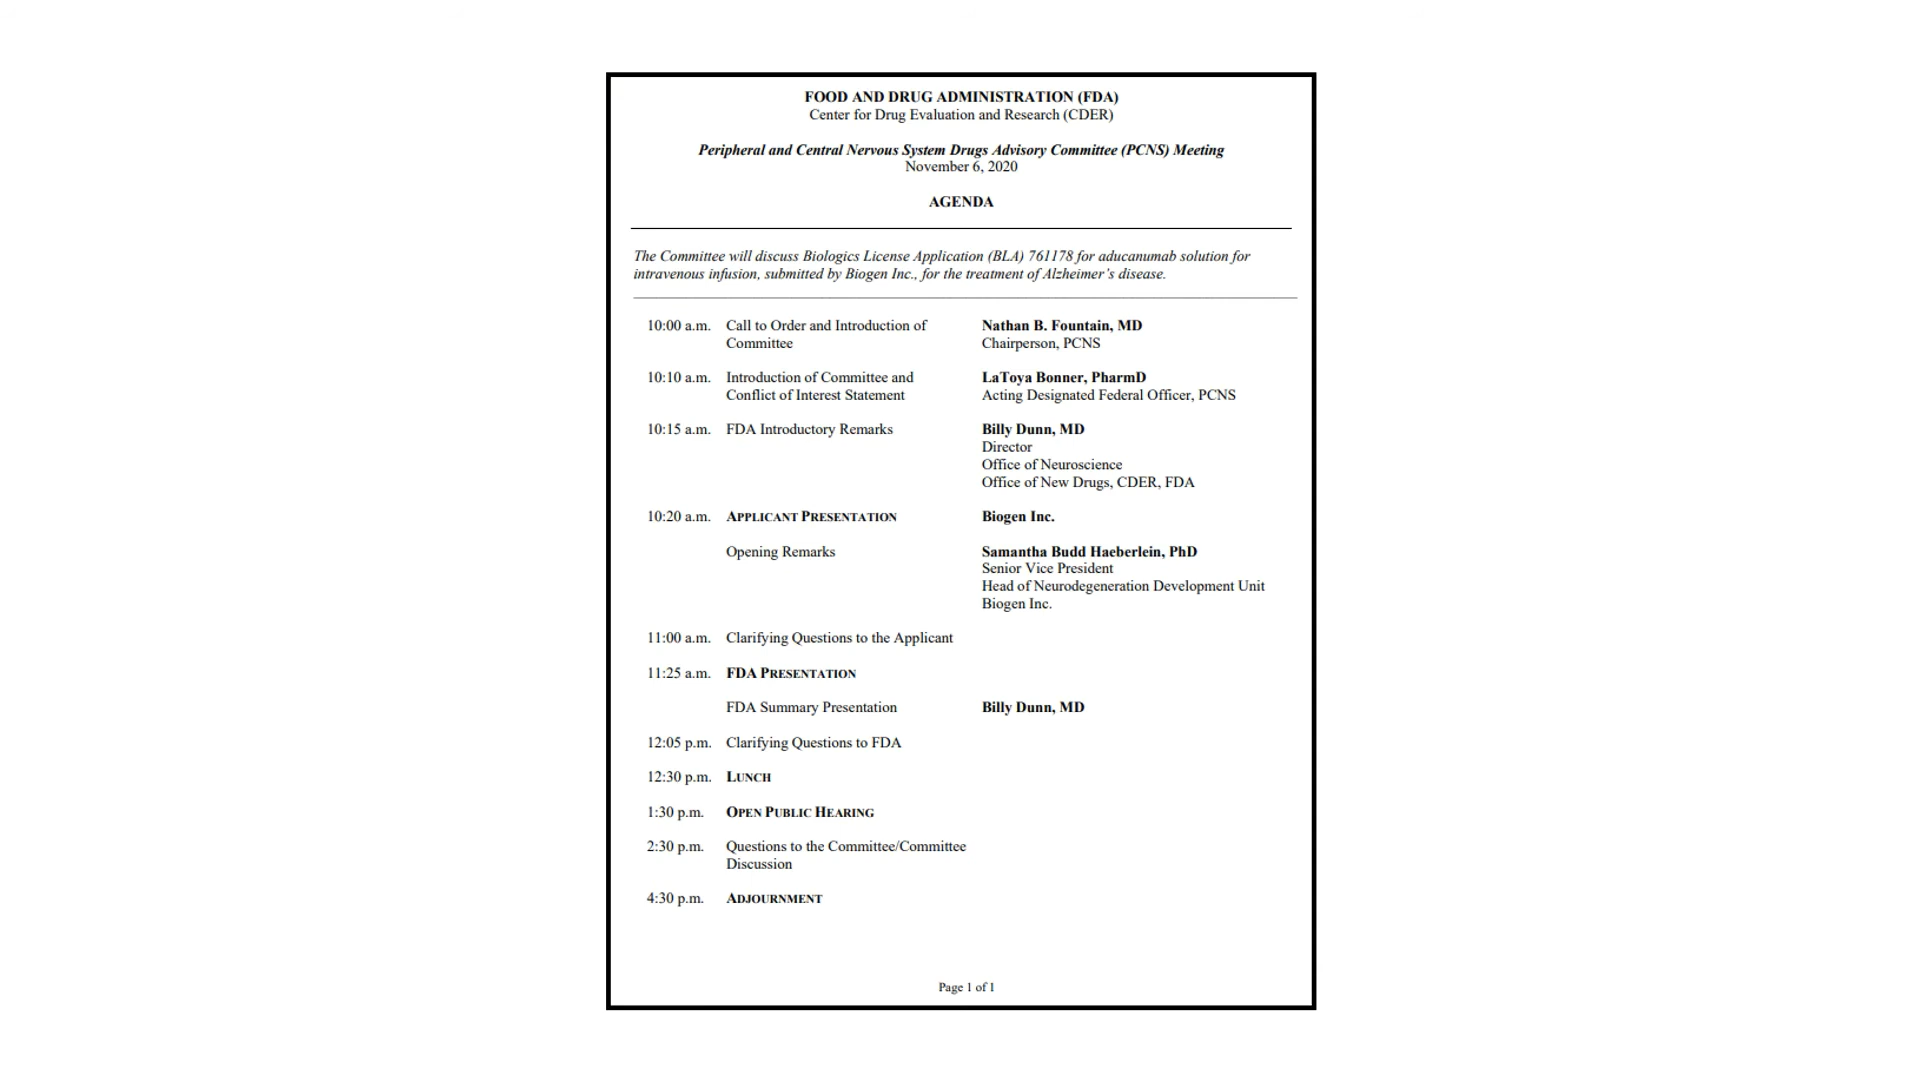 FOOD AND DRUG ADMINISTRATION (FDA)
Center for Drug Evaluation and Research (CDER)
Peripheral and Central Nervous System Drugs Advisory Committee (PCNS) Meeting
November 6, 2020
AGENDA
The Committee will discuss Biologics License Application (BLA) 761178 for aducanumab solution for
intravenous infusion, submitted by Biogen Inc., for the treatment of Alzheimer’s disease.
10:00 a.m. Call to Order and Introduction of Nathan B. Fountain, MD
Committee Chairperson, PCNS
10:10 a.m. Introduction of Committee and LaToya Bonner, PharmD
Conflict of Interest Statement Acting Designated Federal Officer, PCNS
10:15 a.m. FDA Introductory Remarks Billy Dunn, MD
Director
Office of Neuroscience
Office of New Drugs, CDER, FDA
10:20 a.m. APPLICANT PRESENTATION Biogen Inc.
Opening Remarks Samantha Budd Haeberlein, PhD
Senior Vice President
Head of Neurodegeneration Development Unit
Biogen Inc.
11:00 a.m. Clarifying Questions to the Applicant
11:25 a.m. FDA PRESENTATION
FDA Summary Presentation Billy Dunn, MD
12:05 p.m. Clarifying Questions to FDA
12:30 p.m. LUNCH
1:30 p.m. OPEN PUBLIC HEARING
2:30 p.m. Questions to the Committee/Committee
Discussion
4:30 p.m. ADJOURNMENT
Page 1 of 1